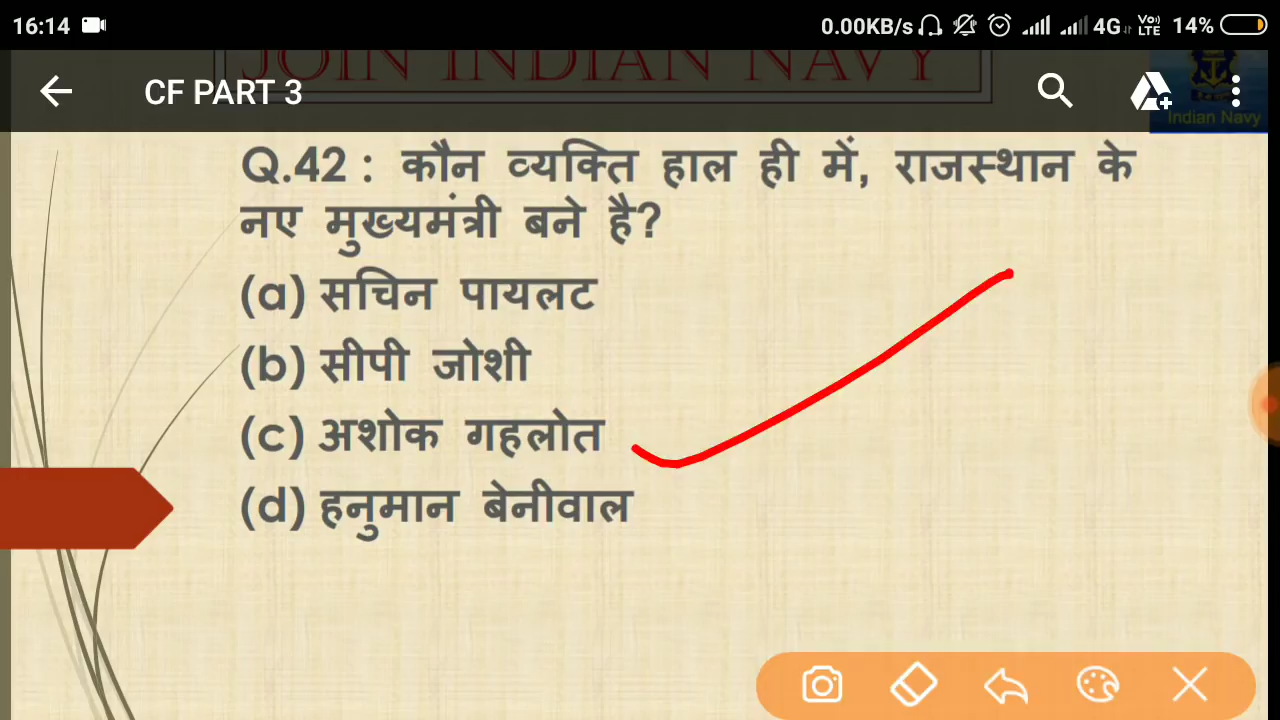 16:14 0.00KB/s 4G VoLTE 14%
JOIN INDIAN NAVY
CF PART 3
Indian Navy
Q.42 : कौन व्यक्ति हाल ही में, राजस्थान के
नए मुख्यमंत्री बने है?
(a) सचिन पायलट
(b) सीपी जोशी
(c) अशोक गहलोत
(d) हनुमान बेनीवाल